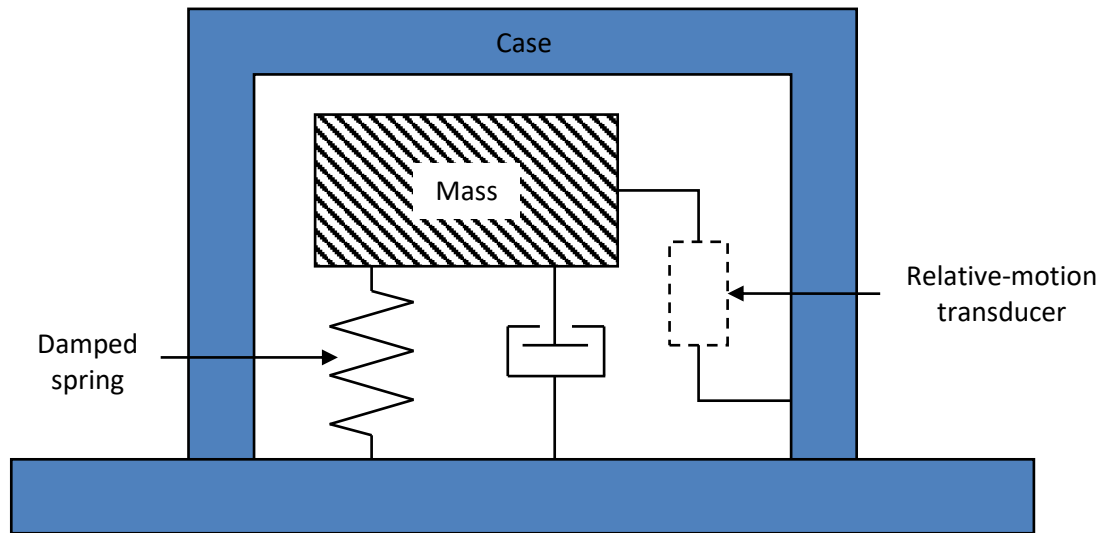 Case
Mass
Relative-motion
transducer
Damped
spring